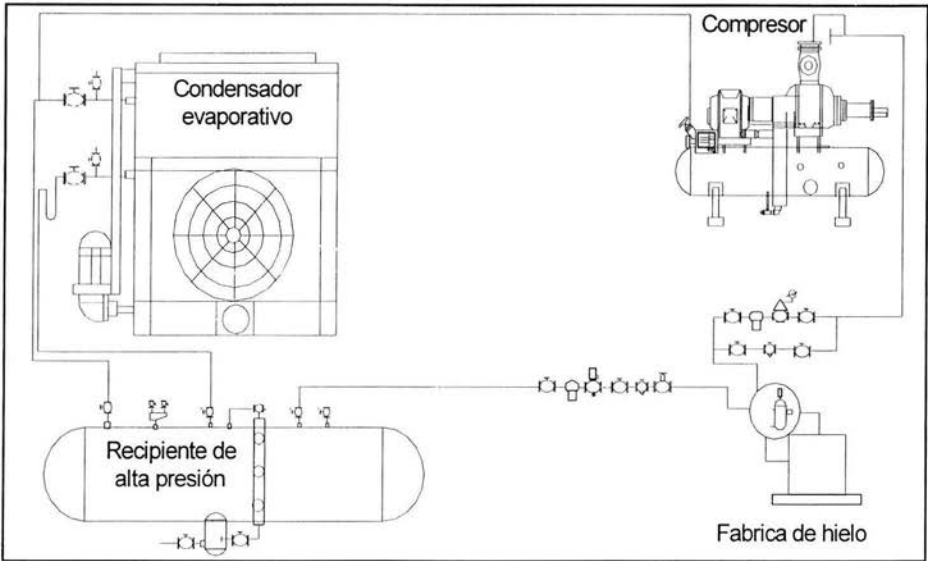 Compresor
Condensador
evaporativo
Recipiente de
alta presión
Fabrica de hielo